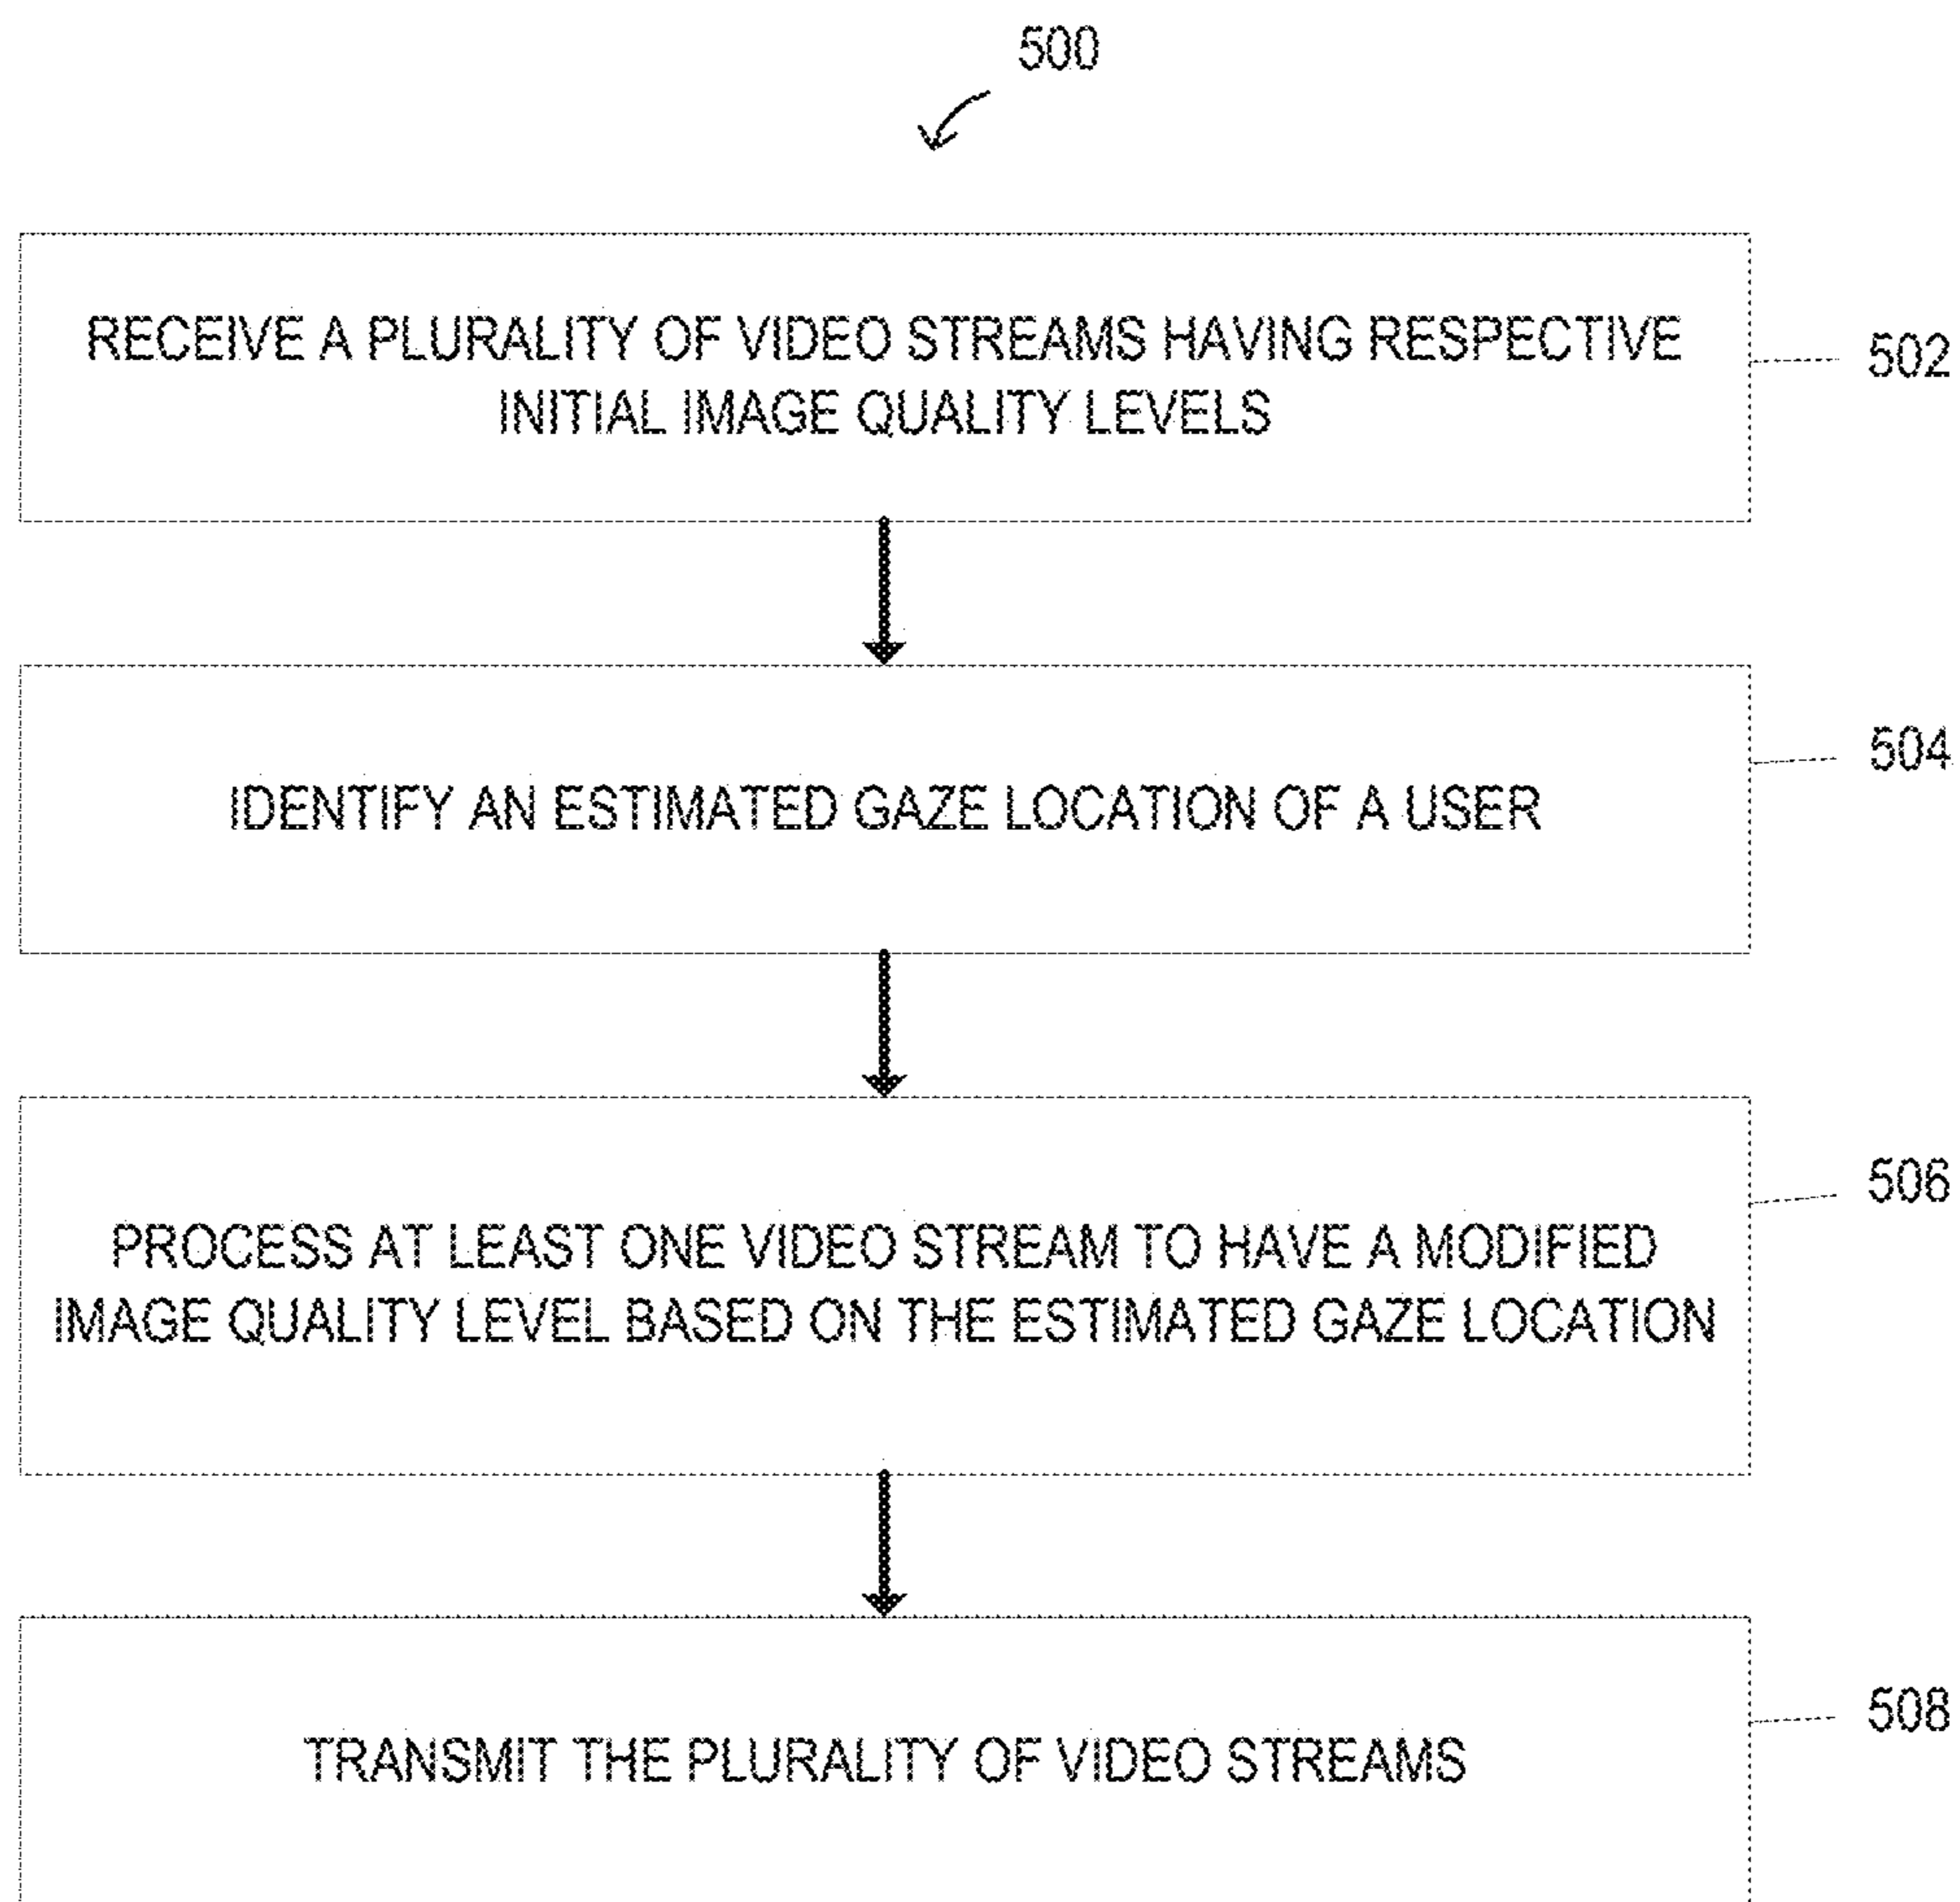 500
RECEIVE A PLURALITY OF VIDEO STREAMS HAVING RESPECTIVE
INITIAL IMAGE QUALITY LEVELS
502
IDENTIFY AN ESTIMATED GAZE LOCATION OF A USER
504
PROCESS AT LEAST ONE VIDEO STREAM TO HAVE A MODIFIED
IMAGE QUALITY LEVEL BASED ON THE ESTIMATED GAZE LOCATION
506
TRANSMIT THE PLURALITY OF VIDEO STREAMS
508